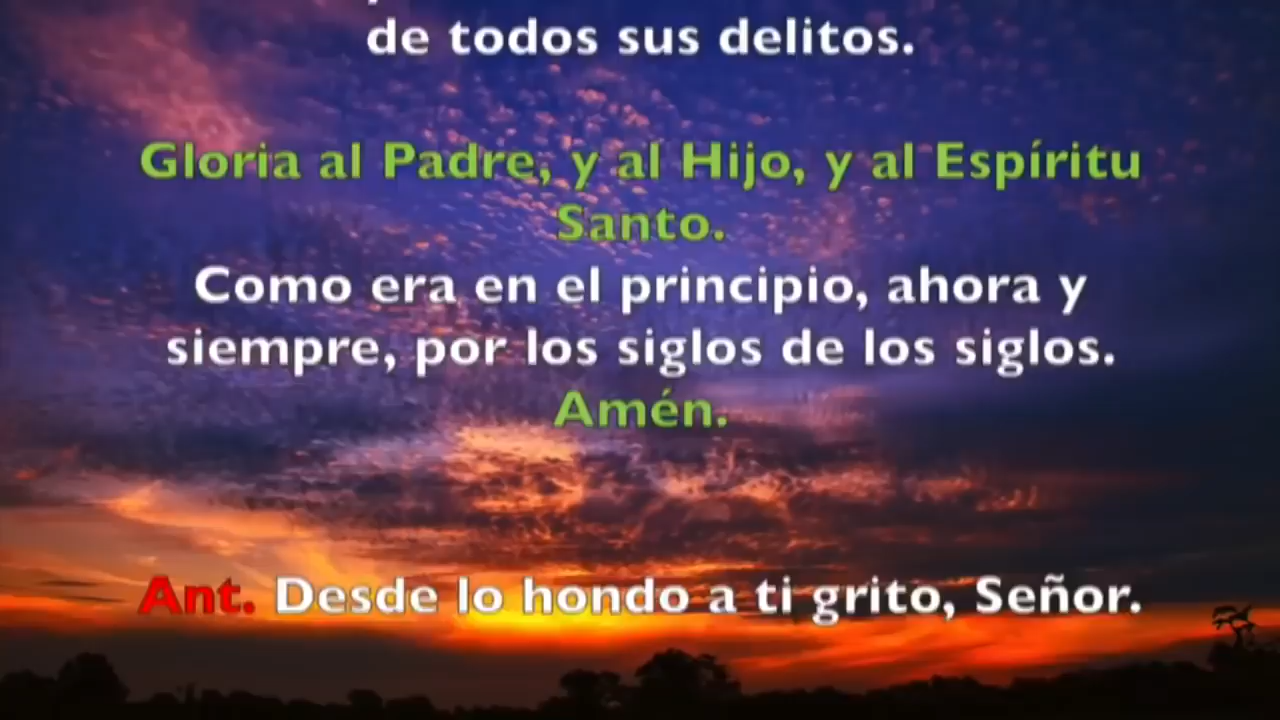 de todos sus delitos.
Gloria al Padre, y al Hijo, y al Espíritu
Santo.
Como era en el principio, ahora y
siempre, por los siglos de los siglos.
Amén.
Ant. Desde lo hondo a ti grito, Señor.